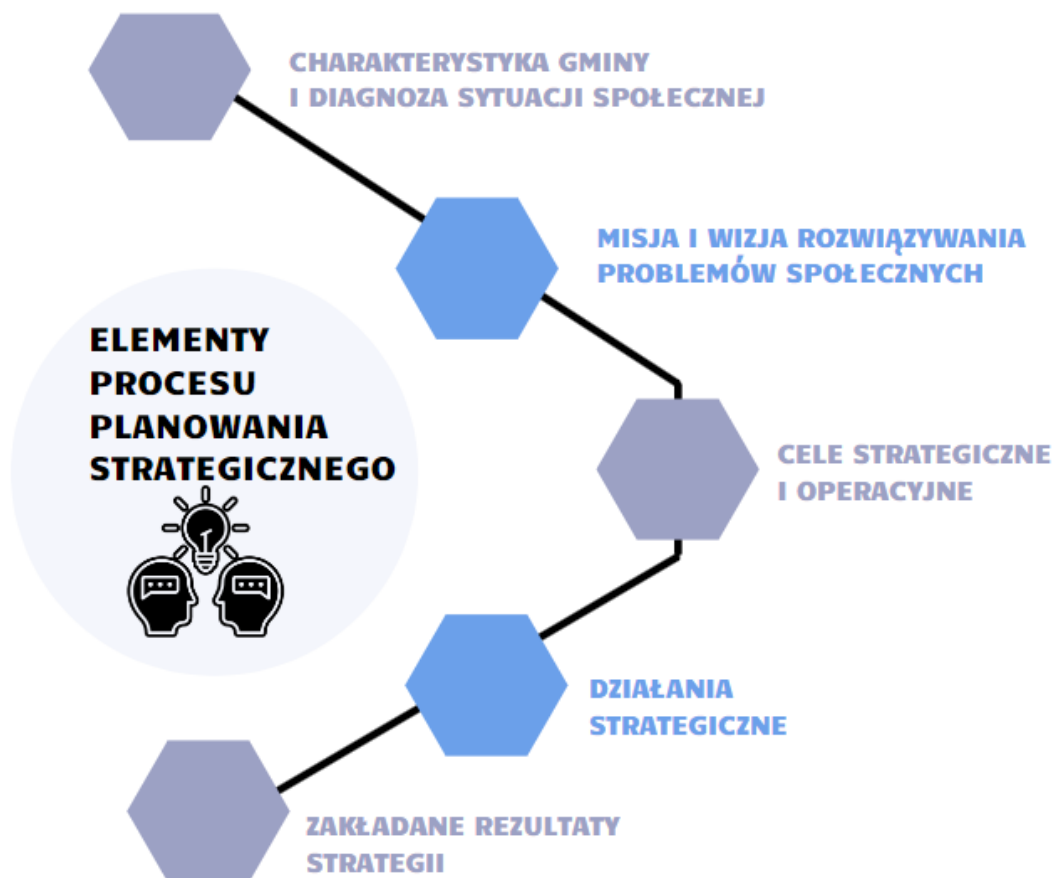 CHARAKTERYSTYKA GMINY
I DIAGNOZA SYTUACJI SPOŁECZNEJ
MISJA I WIZJA ROZWIĄZYWANIA
PROBLEMÓW SPOŁECZNYCH
ELEMENTY
PROCESU
PLANOWANIA
STRATEGICZNEGO
CELE STRATEGICZNE
I OPERACYJNE
DZIAŁANIA
STRATEGICZNE
ZAKŁADANE REZULTATY
STRATEGII